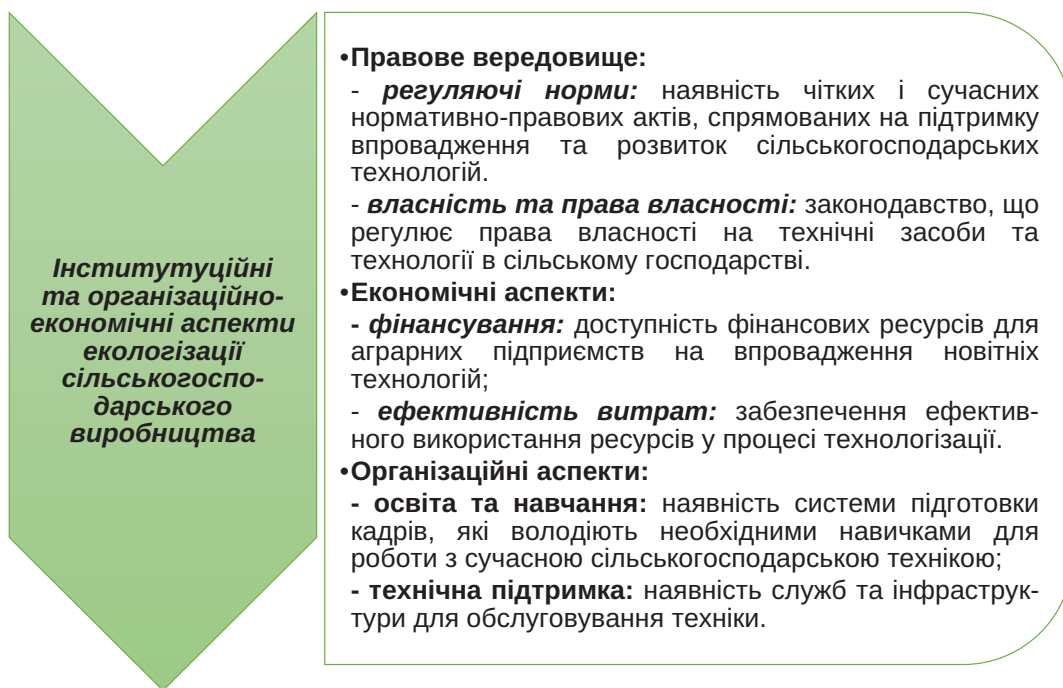 Інститутуційні
та організаційно-
економічні аспекти
екологізації
сільськогоспо-
дарського
виробництва
•Правове вередовище:
- регуляючі норми: наявність чітких і сучасних
нормативно-правових актів, спрямованих на підтримку
впровадження та розвиток сільськогосподарських
технологій.
- власність та права власності: законодавство, що
регулює права власності на технічні засоби та
технології в сільському господарстві.
•Економічні аспекти:
- фінансування: доступність фінансових ресурсів для
аграрних підприємств на впровадження новітніх
технологій;
- ефективність витрат: забезпечення ефектив-
ного використання ресурсів у процесі технологізації.
•Організаційні аспекти:
- освіта та навчання: наявність системи підготовки
кадрів, які володіють необхідними навичками для
роботи з сучасною сільськогосподарською технікою;
- технічна підтримка: наявність служб та інфраструк-
тури для обслуговування техніки.